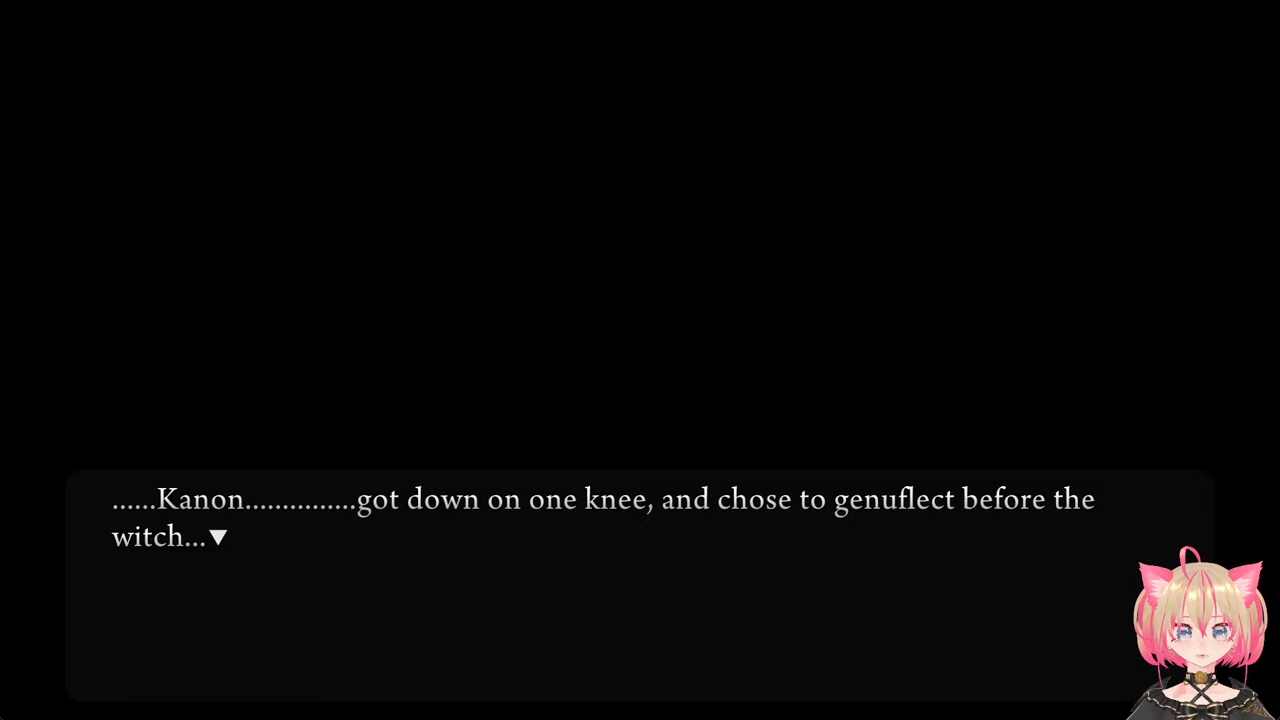 ......Kanon...............got down on one knee, and chose to genuflect before the
witch...▼